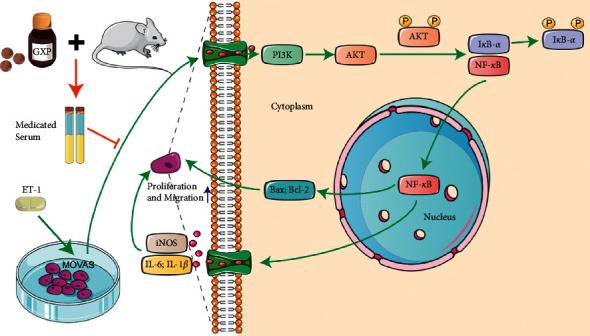 GXP
+
Medicated
Serum
ET-1
MOVAS
Proliferation
and Migration
iNOS
IL-6; IL-1β
PI3K
AKT
P P
AKT
IκB-α
NF-κB
P P
IκB-α
Cytoplasm
Bax; Bcl-2
NF-κB
Nucleus